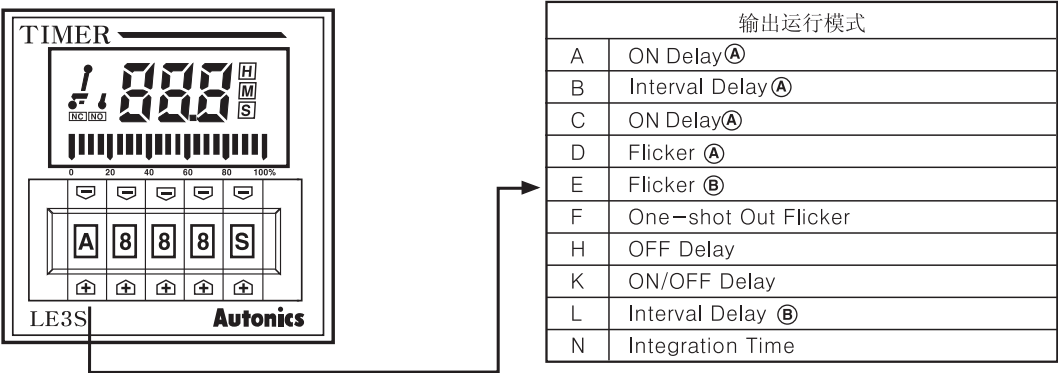 TIMER
88.8 H
M
NC NO S
0 20 40 60 80 100%
A 8 8 8 S
LE3S Autonics
输出运行模式
A ON DelayⒶ
B Interval DelayⒶ
C ON DelayⒶ
D Flicker Ⓐ
E Flicker Ⓑ
F One-shot Out Flicker
H OFF Delay
K ON/OFF Delay
L Interval Delay Ⓑ
N Integration Time